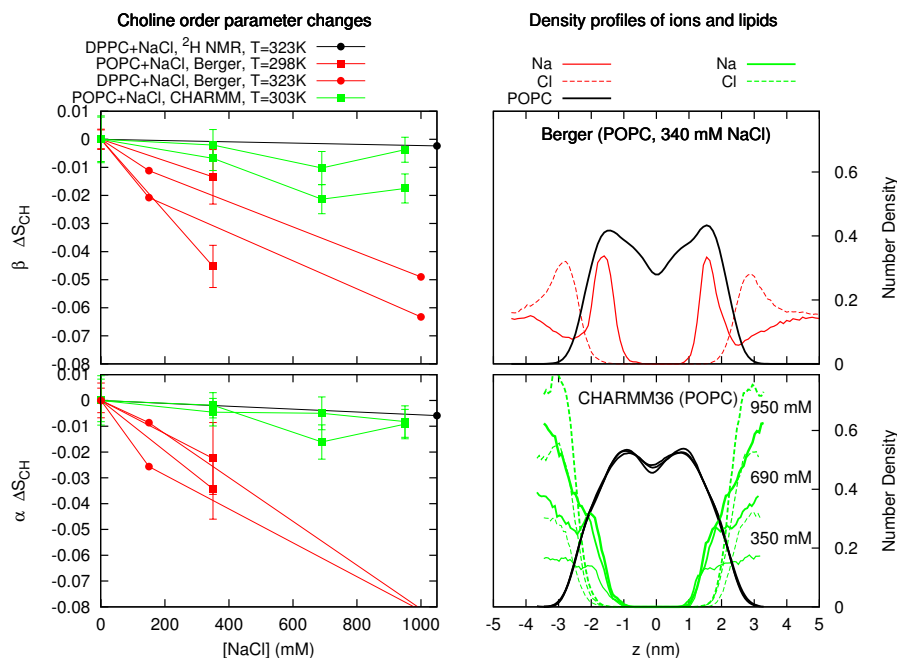 Choline order parameter changes
DPPC+NaCl, ²H NMR, T=323K
POPC+NaCl, Berger, T=298K
DPPC+NaCl, Berger, T=323K
POPC+NaCl, CHARMM, T=303K
0.01
0
-0.01
-0.02
-0.03
-0.04
-0.05
-0.06
-0.07
-0.08
β ΔS_CH
0.01
0
-0.01
-0.02
-0.03
-0.04
-0.05
-0.06
-0.07
-0.08
α ΔS_CH
0 200 400 600 800 1000
[NaCl] (mM)
Density profiles of ions and lipids
Na Na
Cl Cl
POPC
Berger (POPC, 340 mM NaCl)
0.6
0.4
0.2
0
Number Density
CHARMM36 (POPC)
950 mM
690 mM
350 mM
0.6
0.4
0.2
0
Number Density
-5 -4 -3 -2 -1 0 1 2 3 4 5
z (nm)